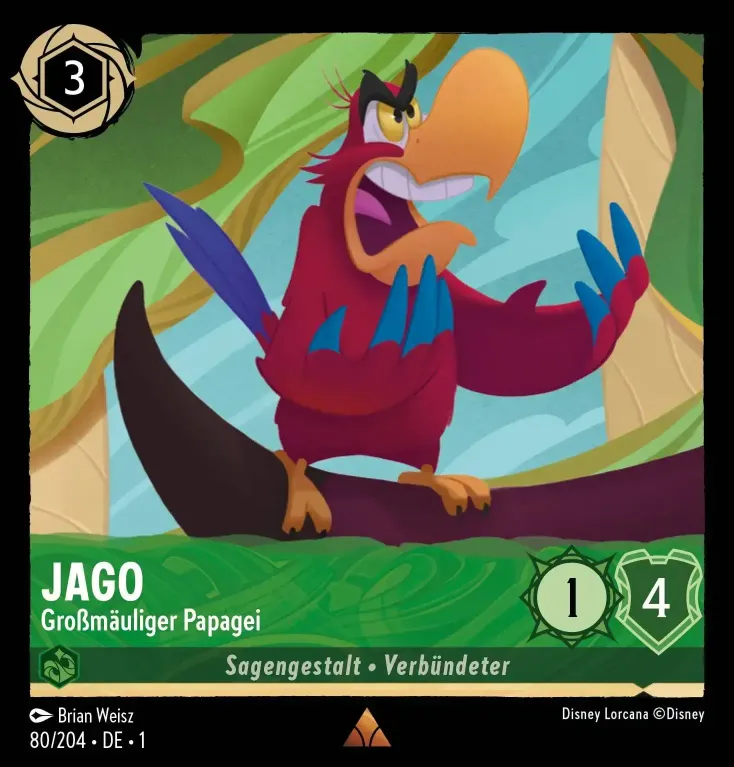 3
JAGO
Großmäuliger Papagei
1
4
Sagengestalt • Verbündeter
Brian Weisz
Disney Lorcana ©Disney
80/204 • DE • 1